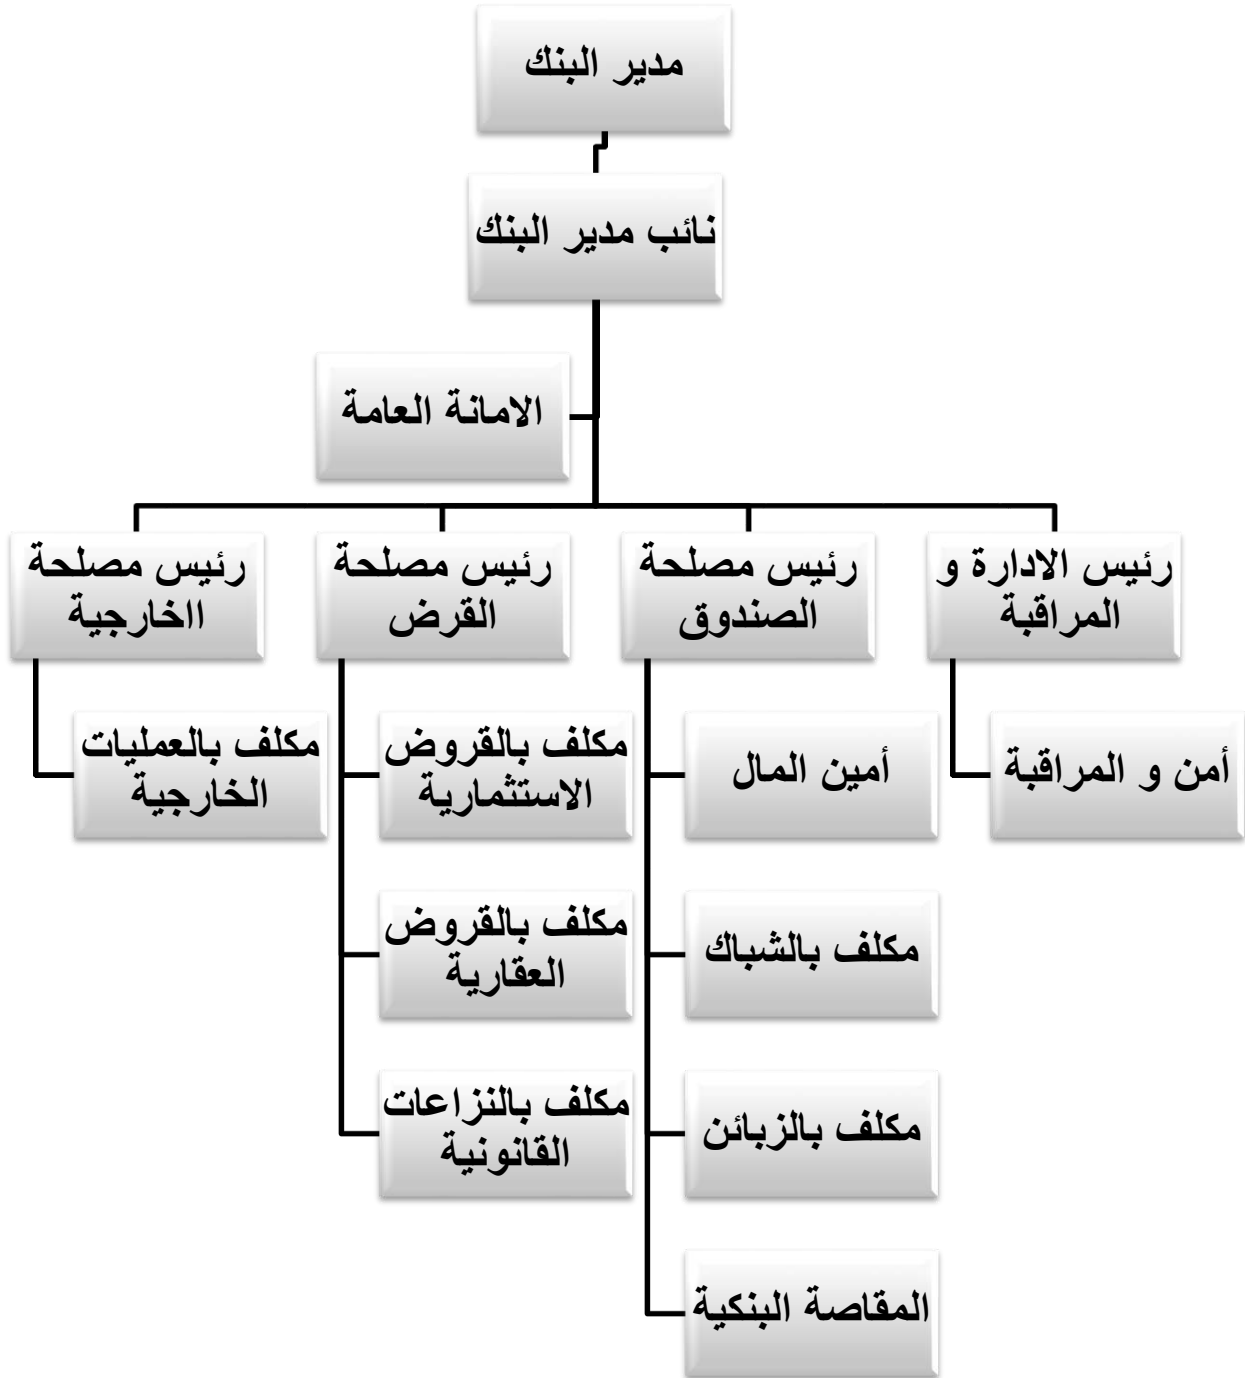 مدير البنك
نائب مدير البنك
الامانة العامة
رئيس الادارة و
المراقبة
رئيس مصلحة
الصندوق
رئيس مصلحة
القرض
رئيس مصلحة
ااخارجية
أمن و المراقبة
أمين المال
مكلف بالقروض
الاستثمارية
مكلف بالعمليات
الخارجية
مكلف بالشباك
مكلف بالقروض
العقارية
مكلف بالزبائن
مكلف بالنزاعات
القانونية
المقاصة البنكية